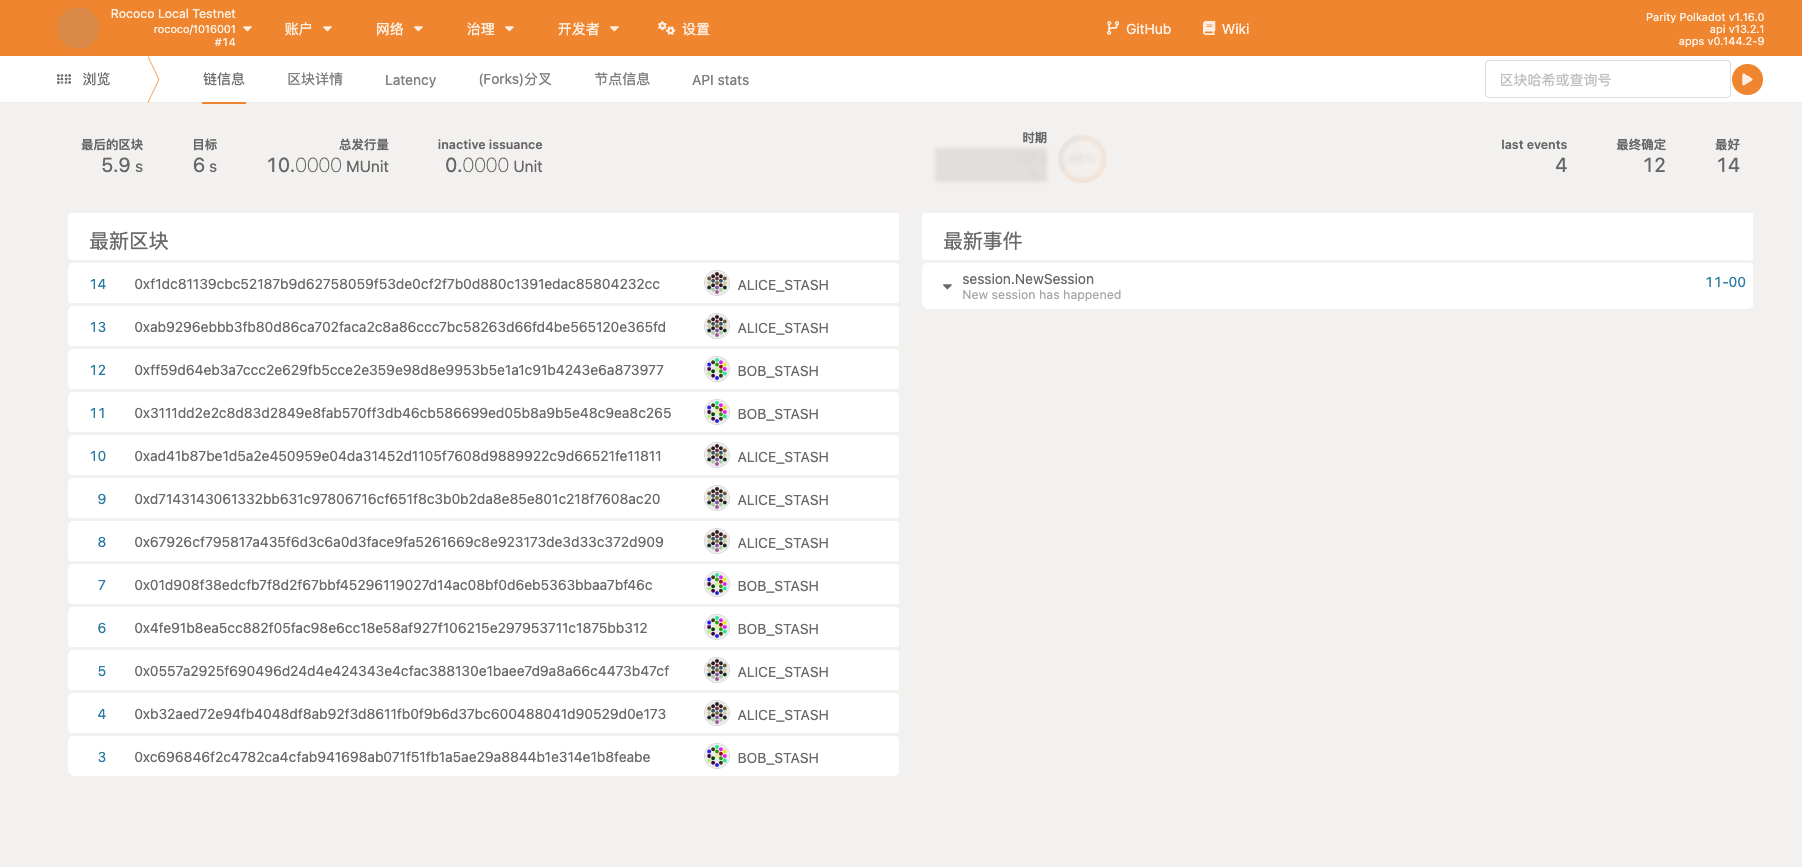 Rococo Local Testnet
rococo/1016001
#14
账户
网络
治理
开发者
设置
GitHub
Wiki
Parity Polkadot v1.16.0
api v13.2.1
apps v0.144.2-9
浏览
链信息
区块详情
Latency
(Forks)分叉
节点信息
API stats
区块哈希或查询号
最后的区块
5.9 s
目标
6 s
总发行量
10.0000 MUnit
inactive issuance
0.0000 Unit
时期
last events
4
最终确定
12
最好
14
最新区块
14 0xf1dc81139cbc52187b9d62758059f53de0cf2f7b0d880c1391edac85804232cc ALICE_STASH
13 0xab9296ebbb3fb80d86ca702faca2c8a86ccc7bc58263d66fd4be565120e365fd ALICE_STASH
12 0xff59d64eb3a7ccc2e629fb5cce2e359e98d8e9953b5e1a1c91b4243e6a873977 BOB_STASH
11 0x3111dd2e2c8d83d2849e8fab570ff3db46cb586699ed05b8a9b5e48c9ea8c265 BOB_STASH
10 0xad41b87be1d5a2e450959e04da31452d1105f7608d9889922c9d66521fe11811 ALICE_STASH
9 0xd7143143061332bb631c97806716cf651f8c3b0b2da8e85e801c218f7608ac20 ALICE_STASH
8 0x67926cf795817a435f6d3c6a0d3face9fa5261669c8e923173de3d33c372d909 ALICE_STASH
7 0x01d908f38edcfb7f8d2f67bbf45296119027d14ac08bf0d6eb5363bbaa7bf46c BOB_STASH
6 0x4fe91b8ea5cc882f05fac98e6cc18e58af927f106215e297953711c1875bb312 BOB_STASH
5 0x0557a2925f690496d24d4e424343e4cfac388130e1baee7d9a8a66c4473b47cf ALICE_STASH
4 0xb32aed72e94fb4048df8ab92f3d8611fb0f9b6d37bc600488041d90529d0e173 ALICE_STASH
3 0xc696846f2c4782ca4cfab941698ab071f51fb1a5ae29a8844b1e314e1b8feabe BOB_STASH
最新事件
session.NewSession
11-00
New session has happened